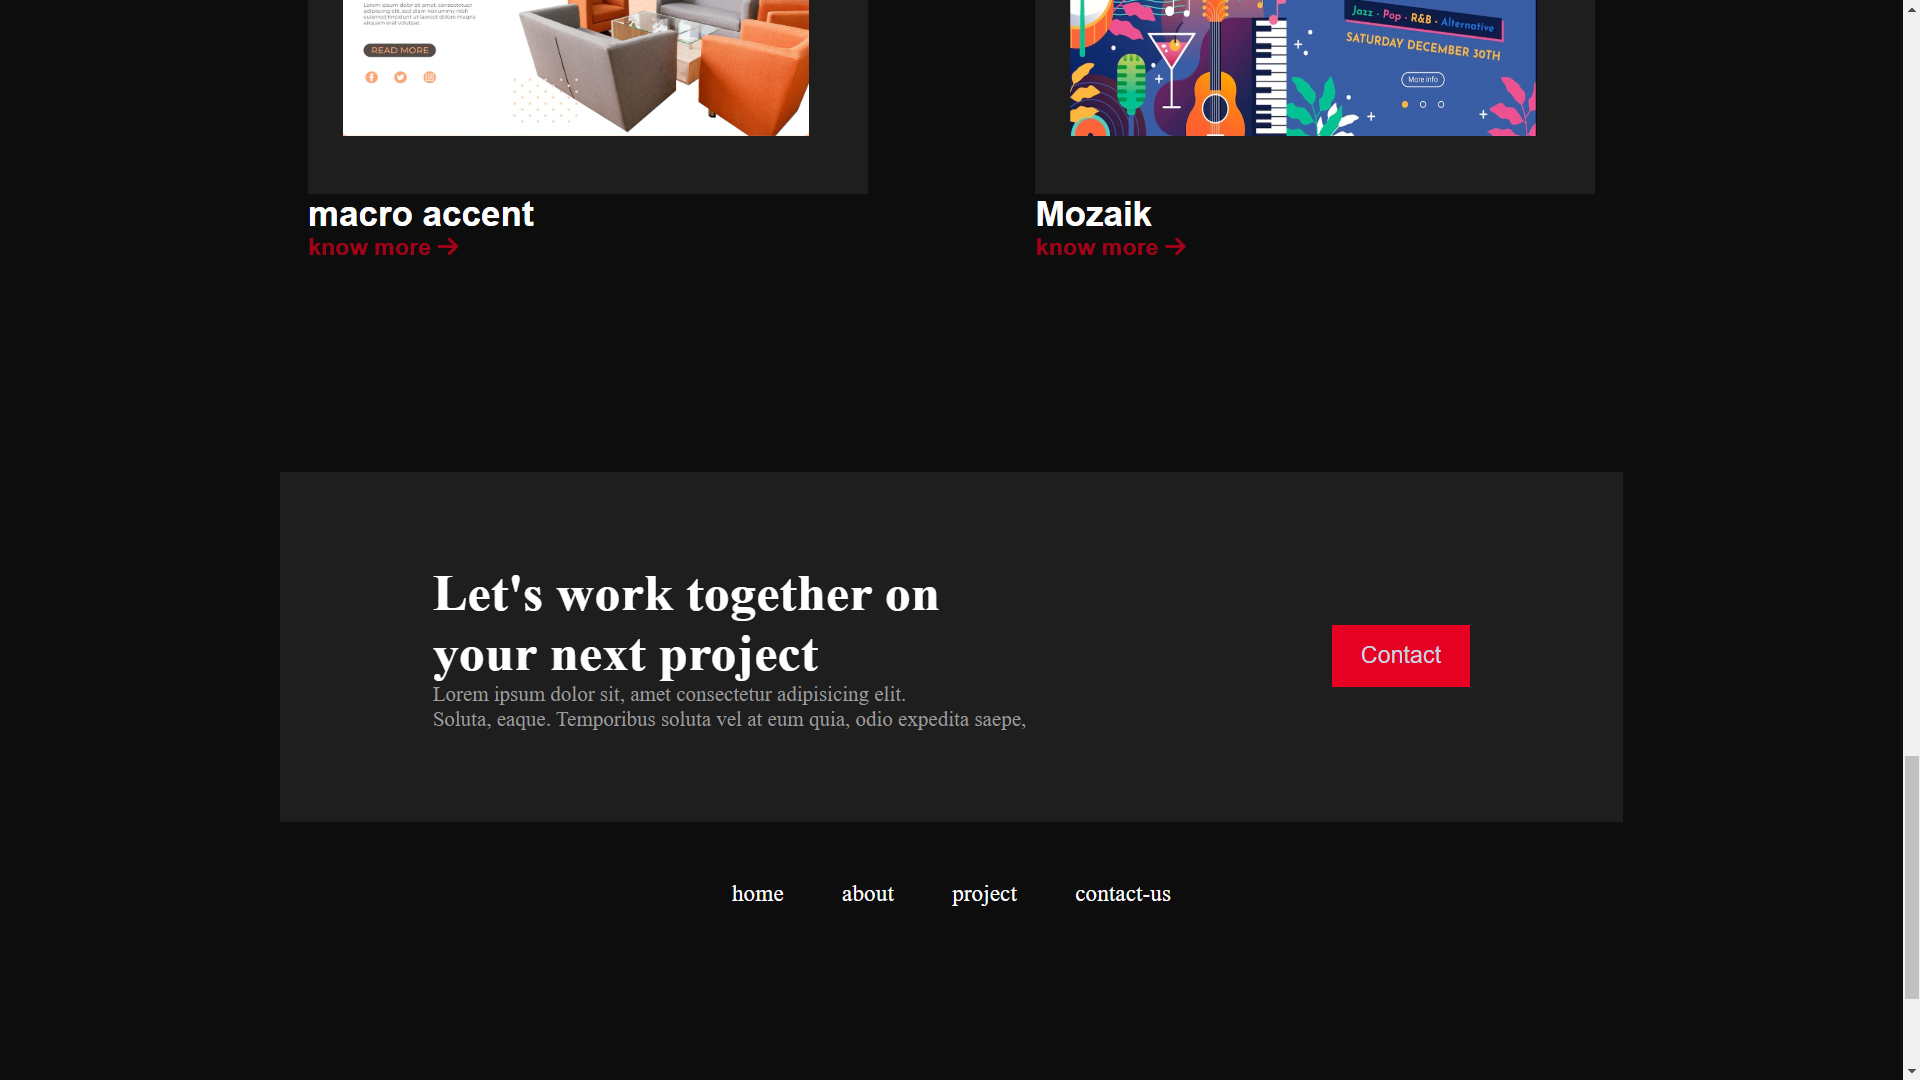 Lorem ipsum dolor sit amet, consectetuer
adipiscing elit, sed diam nonummy nibh
euismod tincidunt ut laoreet dolore magna
aliquam erat volutpat.
READ MORE
Jazz · Pop · R&B · Alternative
SATURDAY DECEMBER 30TH
More info
macro accent
know more →
Mozaik
know more →
Let's work together on
your next project
Lorem ipsum dolor sit, amet consectetur adipisicing elit.
Soluta, eaque. Temporibus soluta vel at eum quia, odio expedita saepe,
Contact
home about project contact-us